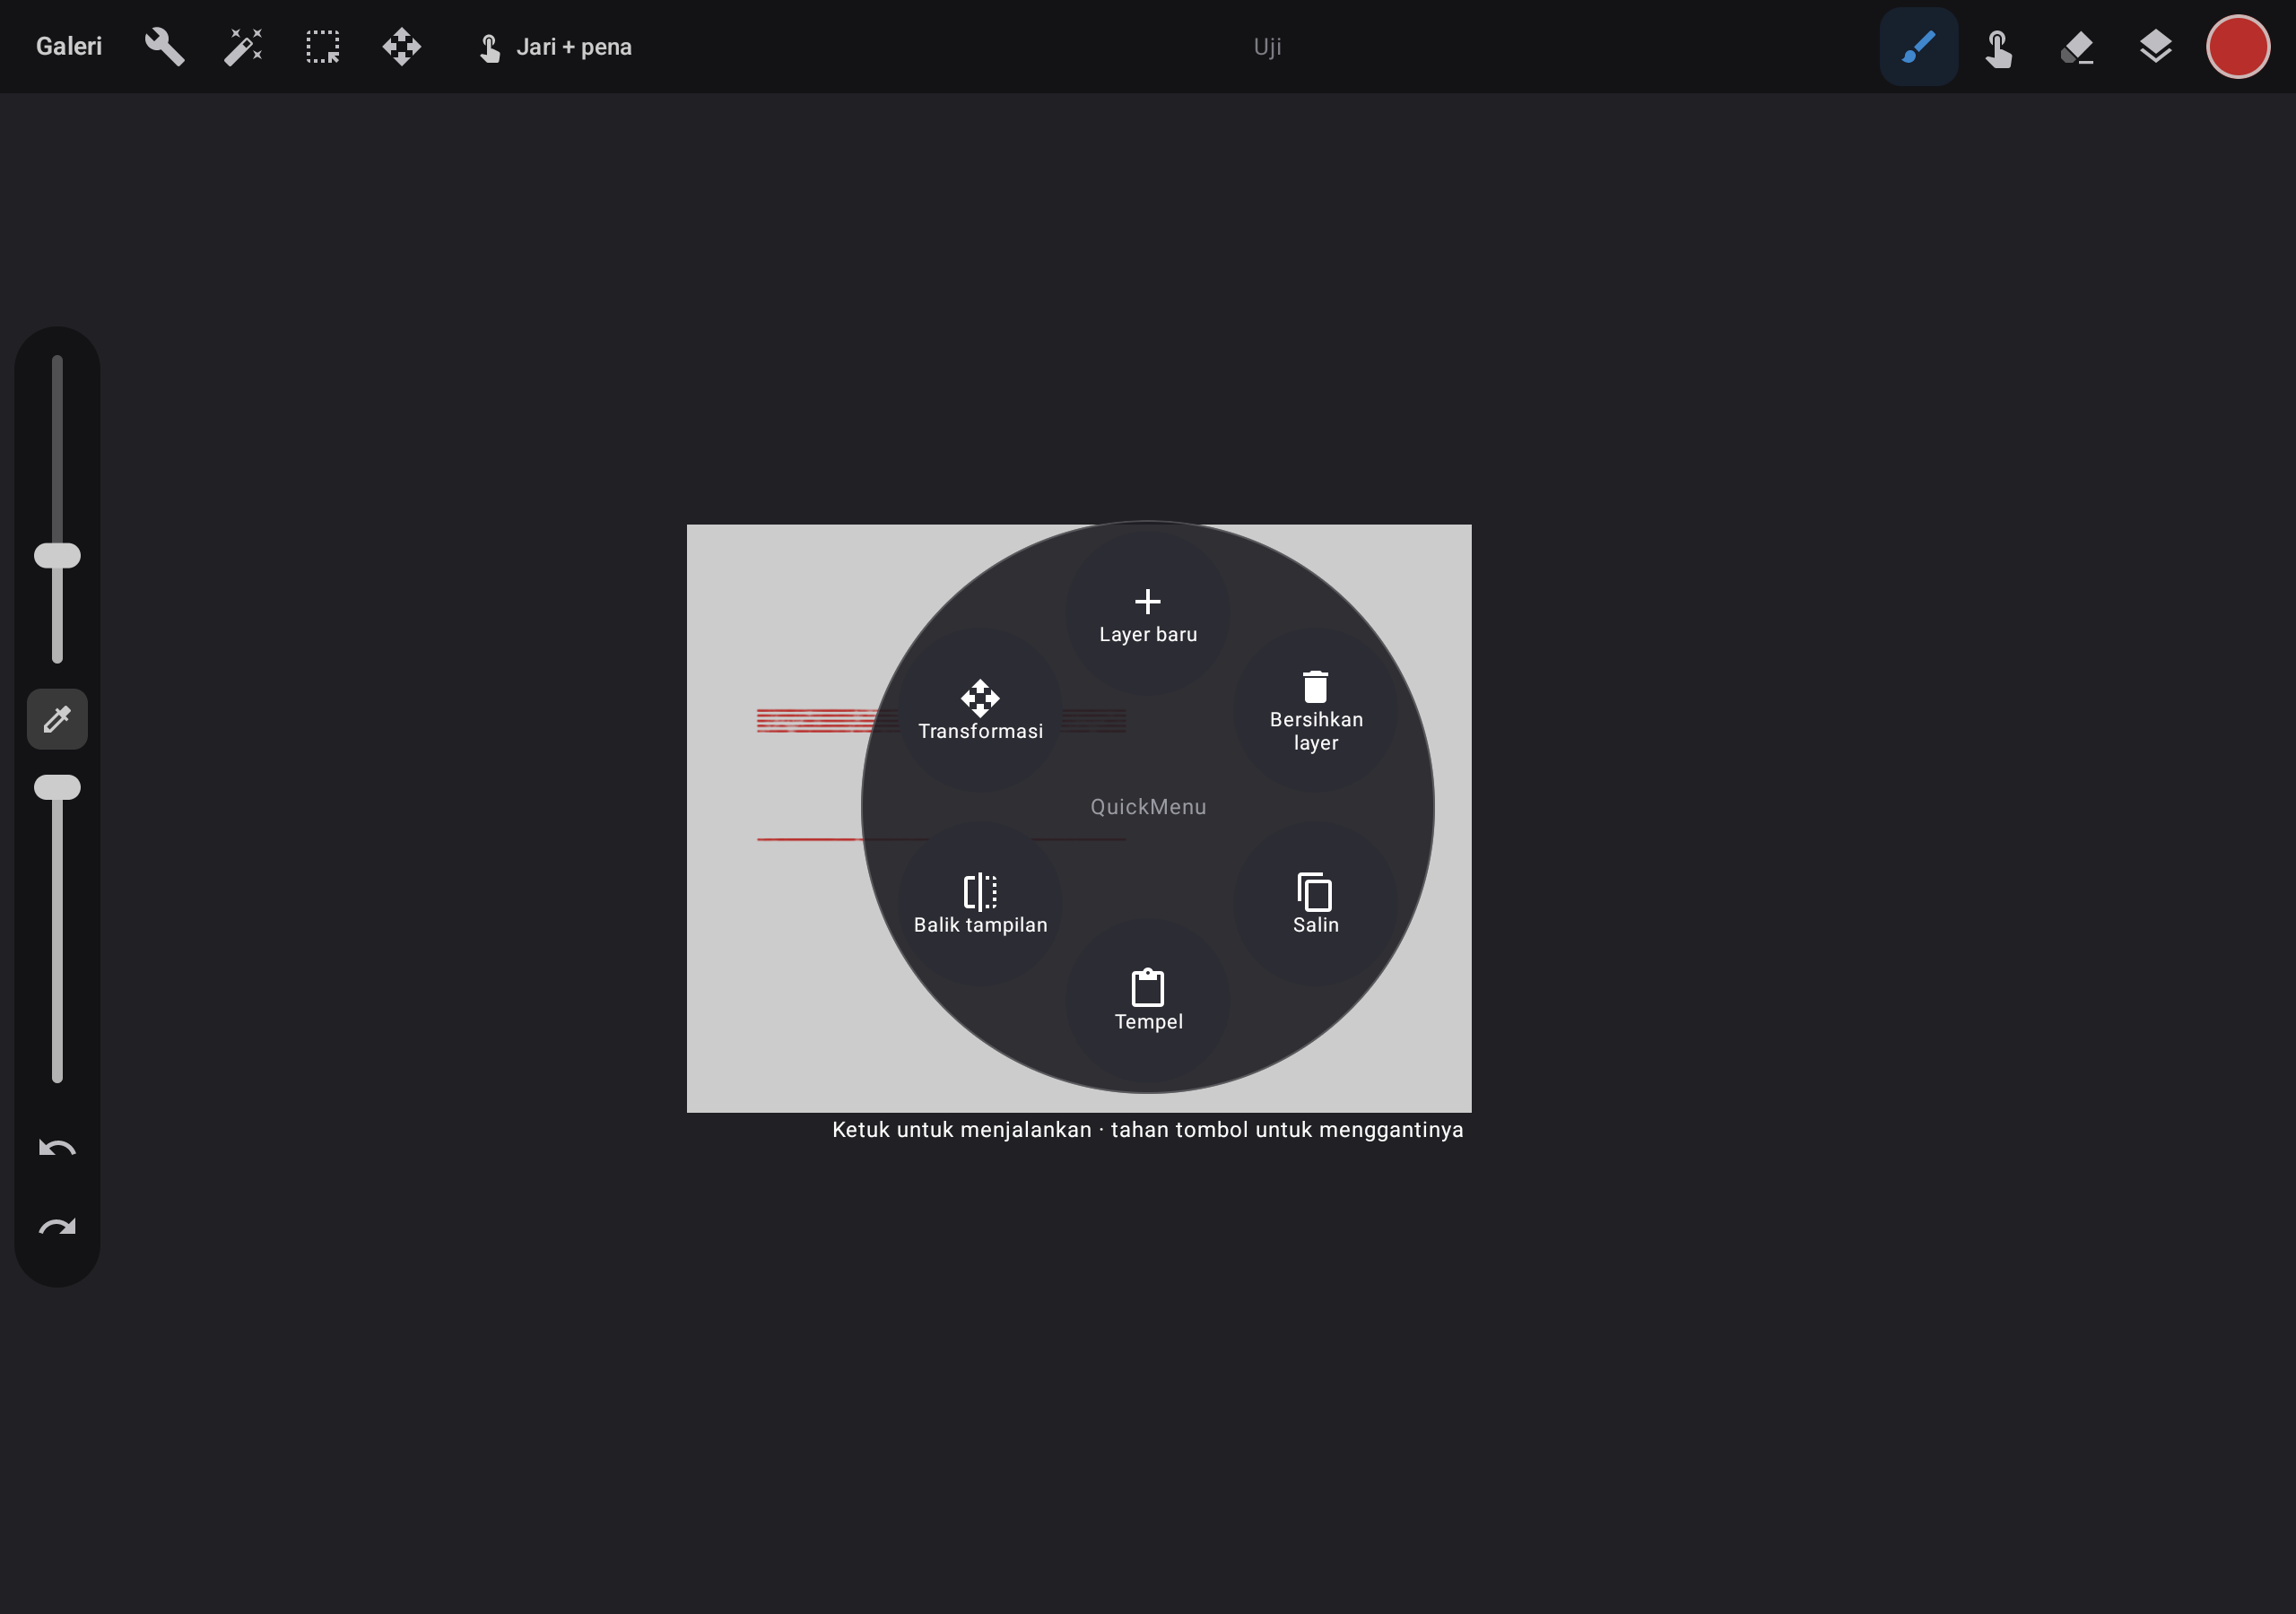 Galeri
Jari + pena
Uji
Layer baru
Transformasi
Bersihkan
layer
QuickMenu
Balik tampilan
Salin
Tempel
Ketuk untuk menjalankan · tahan tombol untuk menggantinya